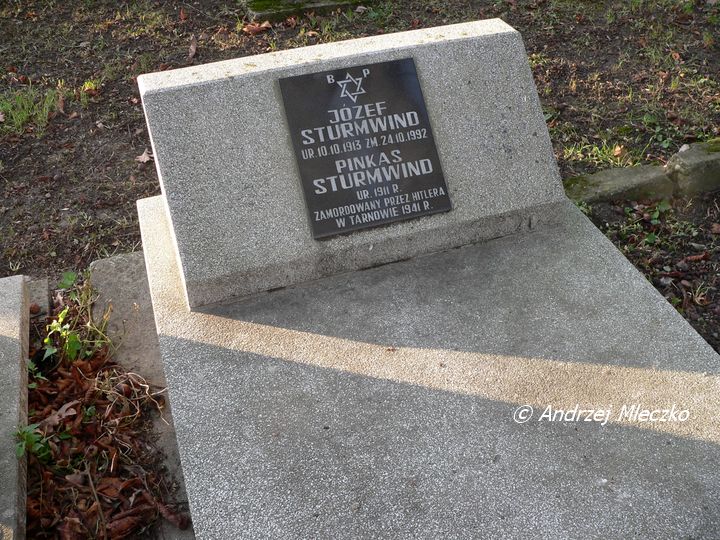 B P
JÓZEF
STURMWIND
UR. 10.10.1913 ZM. 24.10.1992
PINKAS
STURMWIND
UR. 1911 R.
ZAMORDOWANY PRZEZ HITLERA
W TARNOWIE 1941 R.
© Andrzej Mleczko